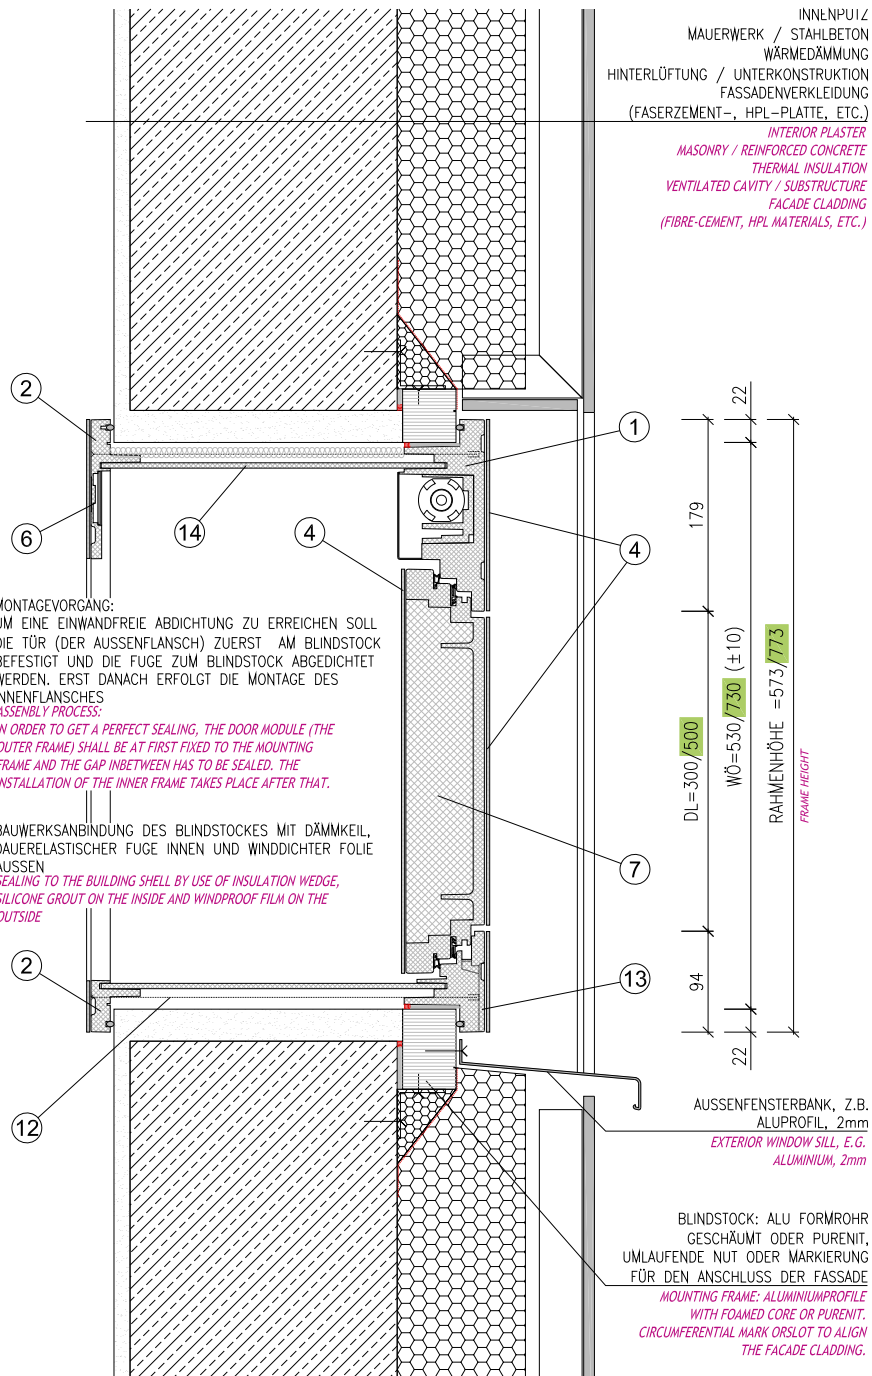 INNENPUTZ
MAUERWERK / STAHLBETON
WÄRMEDÄMMUNG
HINTERLÜFTUNG / UNTERKONSTRUKTION
FASSADENVERKLEIDUNG
(FASERZEMENT-, HPL-PLATTE, ETC.)
INTERIOR PLASTER
MASONRY / REINFORCED CONCRETE
THERMAL INSULATION
VENTILATED CAVITY / SUBSTRUCTURE
FACADE CLADDING
(FIBRE-CEMENT, HPL MATERIALS, ETC.)
2
1
6
14
4
4
22
179
DL=300/500
WÖ=530/730 (±10)
RAHMENHÖHE =573/773
FRAME HEIGHT
94
22
MONTAGEVORGANG:
UM EINE EINWANDFREIE ABDICHTUNG ZU ERREICHEN SOLL
DIE TÜR (DER AUSSENFLANSCH) ZUERST AM BLINDSTOCK
BEFESTIGT UND DIE FUGE ZUM BLINDSTOCK ABGEDICHTET
WERDEN. ERST DANACH ERFOLGT DIE MONTAGE DES
INNENFLANSCHES
ASSENBLY PROCESS:
IN ORDER TO GET A PERFECT SEALING, THE DOOR MODULE (THE
OUTER FRAME) SHALL BE AT FIRST FIXED TO THE MOUNTING
FRAME AND THE GAP INBETWEEN HAS TO BE SEALED. THE
INSTALLATION OF THE INNER FRAME TAKES PLACE AFTER THAT.
BAUWERKSANBINDUNG DES BLINDSTOCKES MIT DÄMMKEIL,
DAUERELASTISCHER FUGE INNEN UND WINDDICHTER FOLIE
AUSSEN
SEALING TO THE BUILDING SHELL BY USE OF INSULATION WEDGE,
SILICONE GROUT ON THE INSIDE AND WINDPROOF FILM ON THE
OUTSIDE
7
2
13
12
AUSSENFENSTERBANK, Z.B.
ALUPROFIL, 2mm
EXTERIOR WINDOW SILL, E.G.
ALUMINIUM, 2mm
BLINDSTOCK: ALU FORMROHR
GESCHÄUMT ODER PURENIT,
UMLAUFENDE NUT ODER MARKIERUNG
FÜR DEN ANSCHLUSS DER FASSADE
MOUNTING FRAME: ALUMINIUMPROFILE
WITH FOAMED CORE OR PURENIT.
CIRCUMFERENTIAL MARK ORSLOT TO ALIGN
THE FACADE CLADDING.